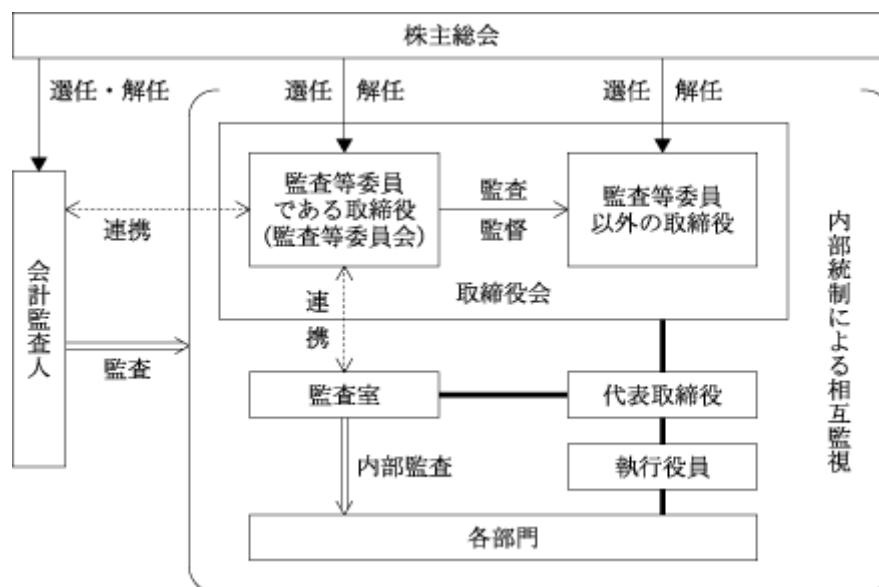 株主総会
選任・解任
選任 解任
選任 解任
監査等委員
である取締役
(監査等委員会)
監査
監督
監査等委員
以外の取締役
連携
取締役会
連
携
会計監査人
監査
監査室
代表取締役
内部監査
執行役員
各部門
内部統制による相互監視